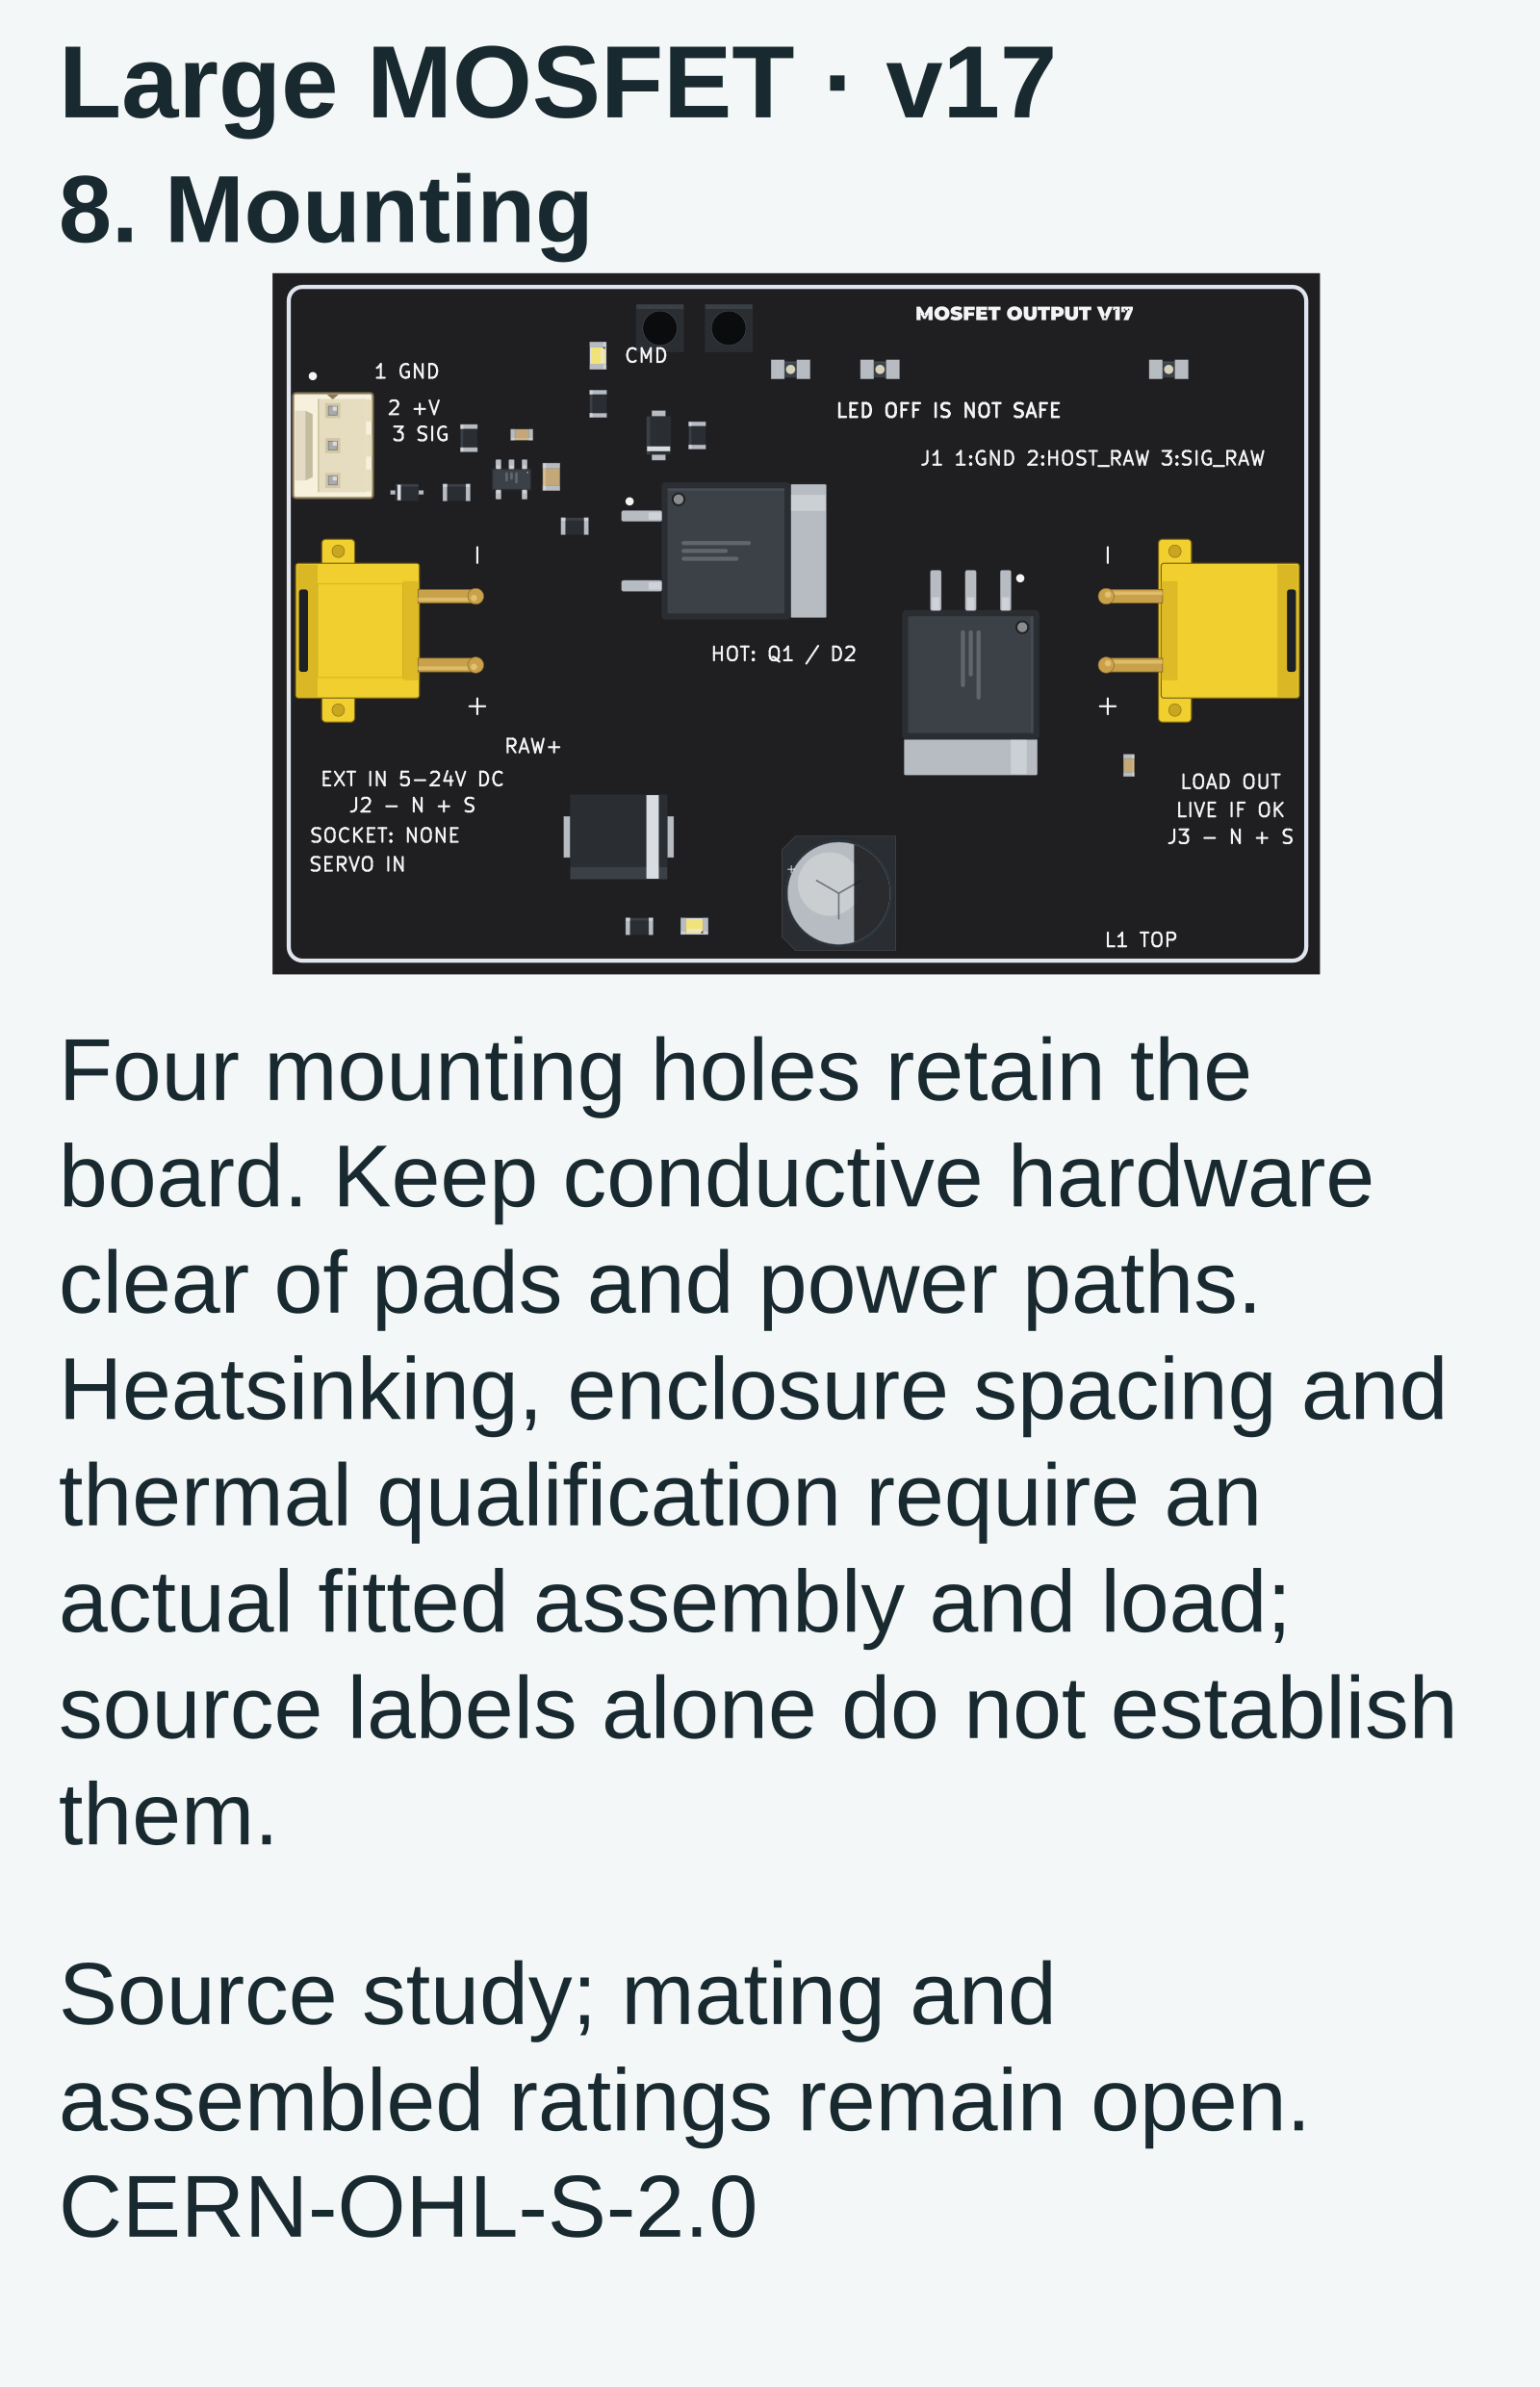 Large MOSFET · v17
8. Mounting
MOSFET OUTPUT V17
CMD
1 GND
2 +V
3 SIG
LED OFF IS NOT SAFE
J1 1:GND 2:HOST_RAW 3:SIG_RAW
HOT: Q1 / D2
+
+
RAW+
EXT IN 5–24V DC
J2 – N + S
SOCKET: NONE
SERVO IN
LOAD OUT
LIVE IF OK
J3 – N + S
+
L1 TOP
Four mounting holes retain the
board. Keep conductive hardware
clear of pads and power paths.
Heatsinking, enclosure spacing and
thermal qualification require an
actual fitted assembly and load;
source labels alone do not establish
them.
Source study; mating and
assembled ratings remain open.
CERN-OHL-S-2.0